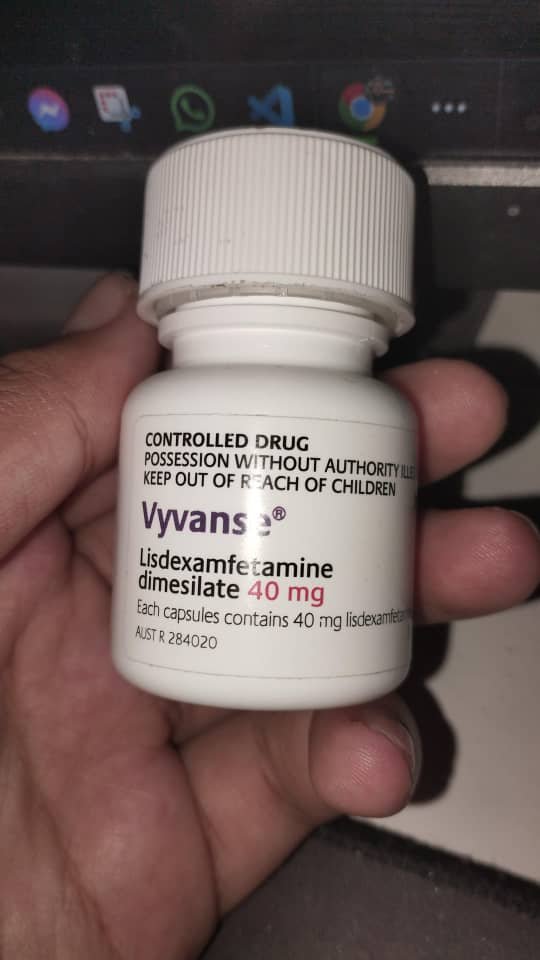 CONTROLLED DRUG
POSSESSION WITHOUT AUTHORITY
KEEP OUT OF REACH OF CHILDREN
Vyvanse®
Lisdexamfetamine
dimesilate 40 mg
Each capsules contains 40 mg
AUST R 284020